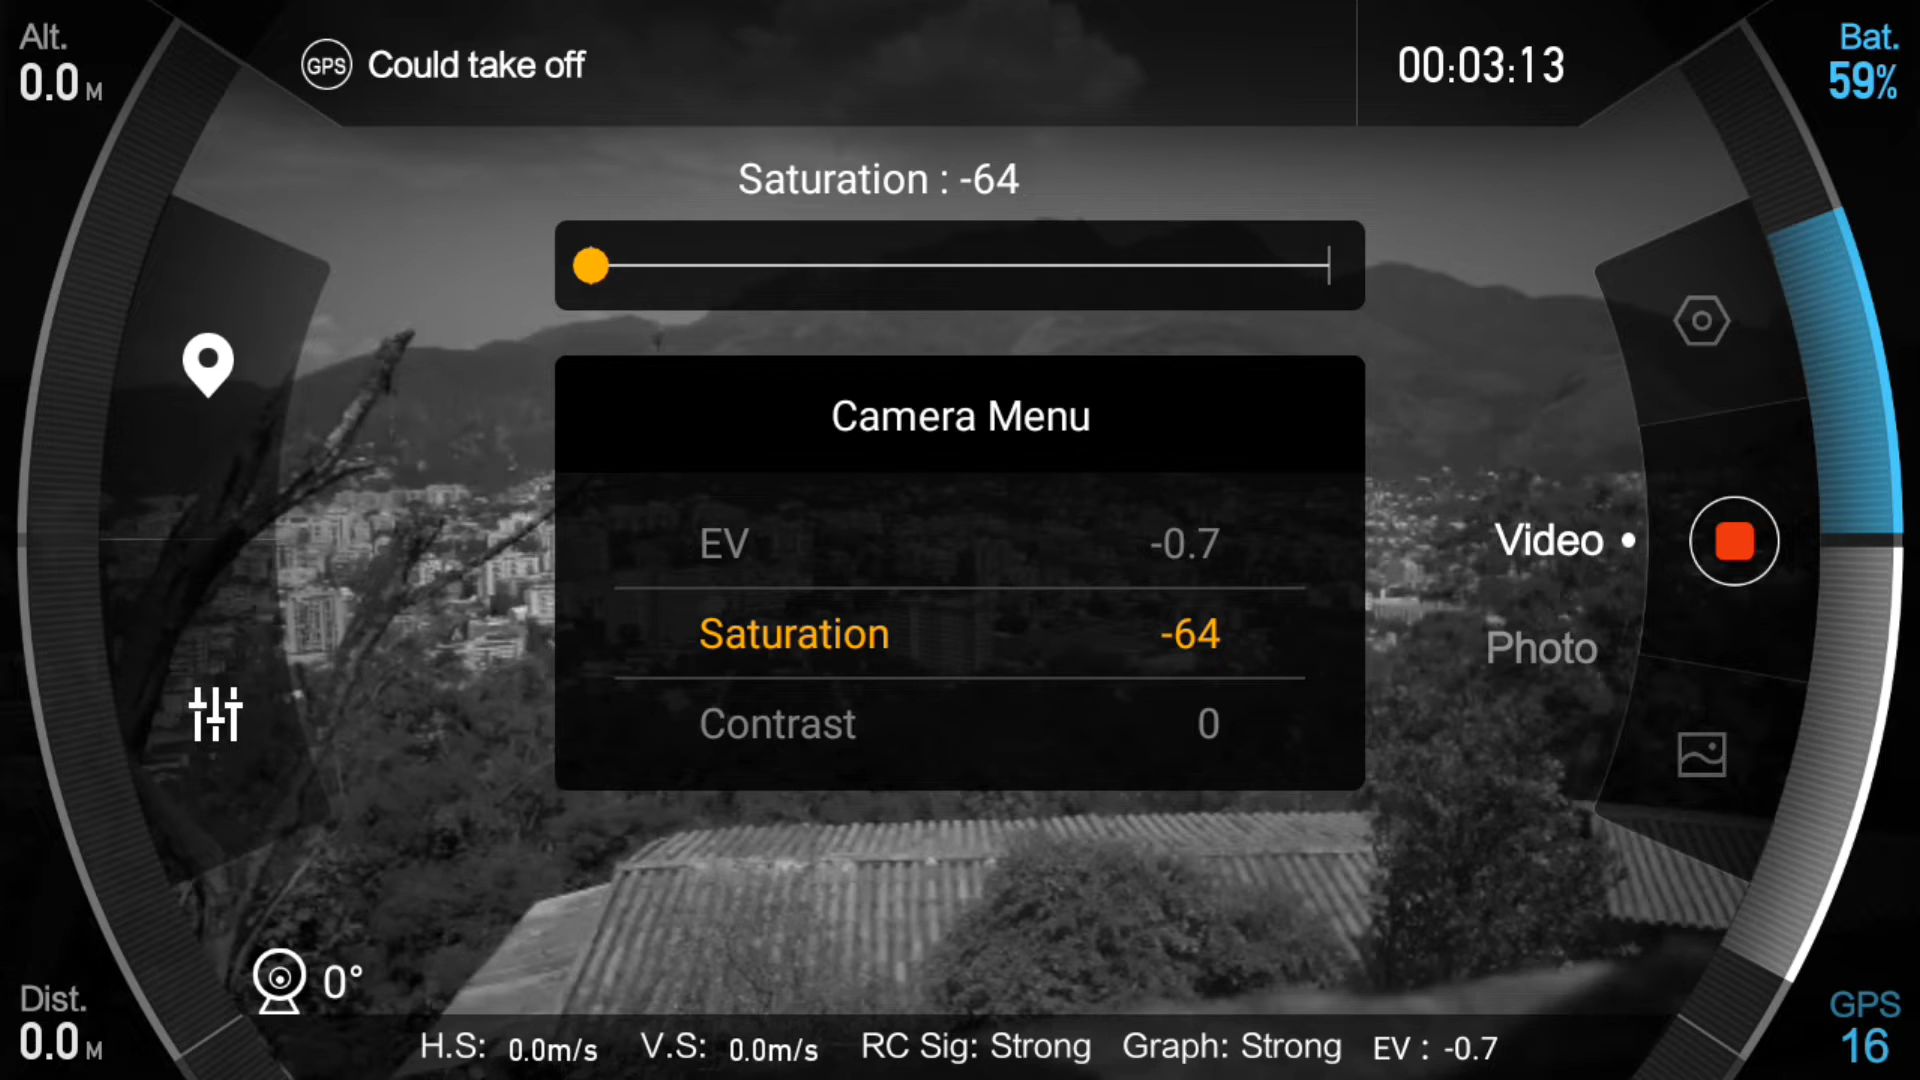 Alt.
0.0 M
GPS Could take off
00:03:13
Bat.
59%
Saturation : -64
Camera Menu
EV -0.7
Saturation -64
Contrast 0
Video
Photo
0°
Dist.
0.0 M
H.S: 0.0m/s V.S: 0.0m/s RC Sig: Strong Graph: Strong EV : -0.7
GPS
16